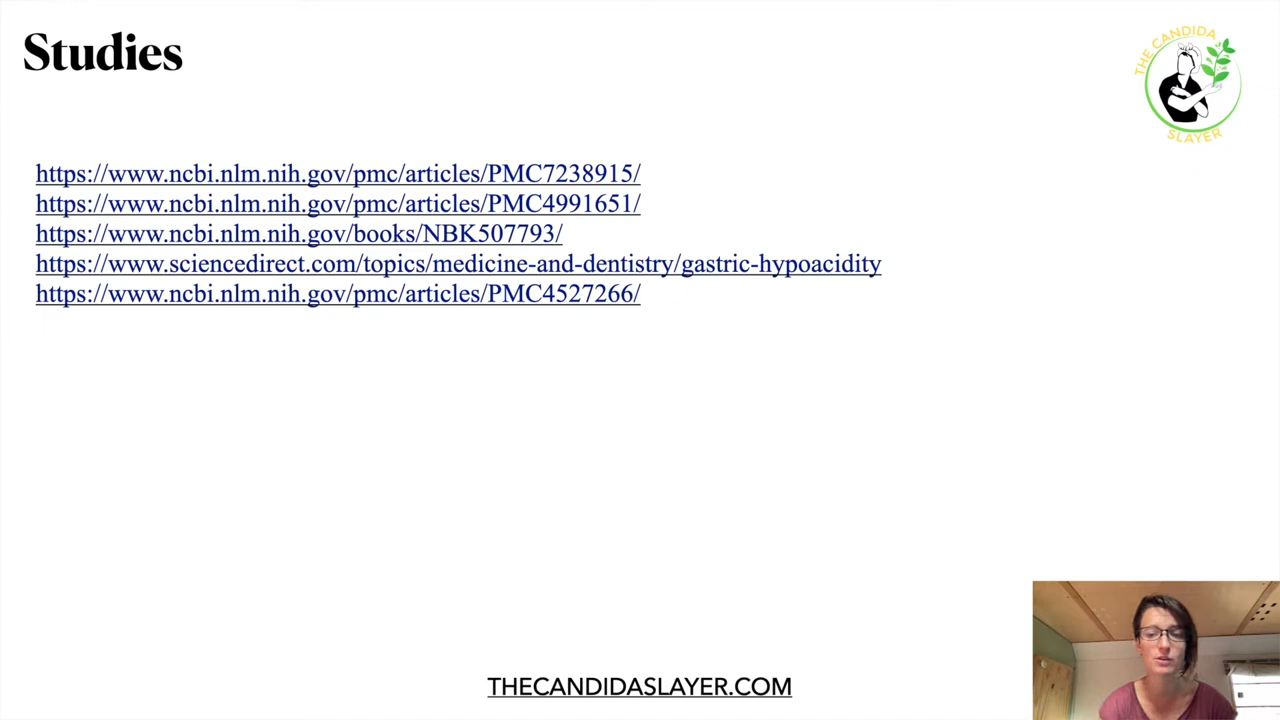 Studies
THE CANDIDA
SLAYER
https://www.ncbi.nlm.nih.gov/pmc/articles/PMC7238915/
https://www.ncbi.nlm.nih.gov/pmc/articles/PMC4991651/
https://www.ncbi.nlm.nih.gov/books/NBK507793/
https://www.sciencedirect.com/topics/medicine-and-dentistry/gastric-hypoacidity
https://www.ncbi.nlm.nih.gov/pmc/articles/PMC4527266/
THECANDIDASLAYER.COM